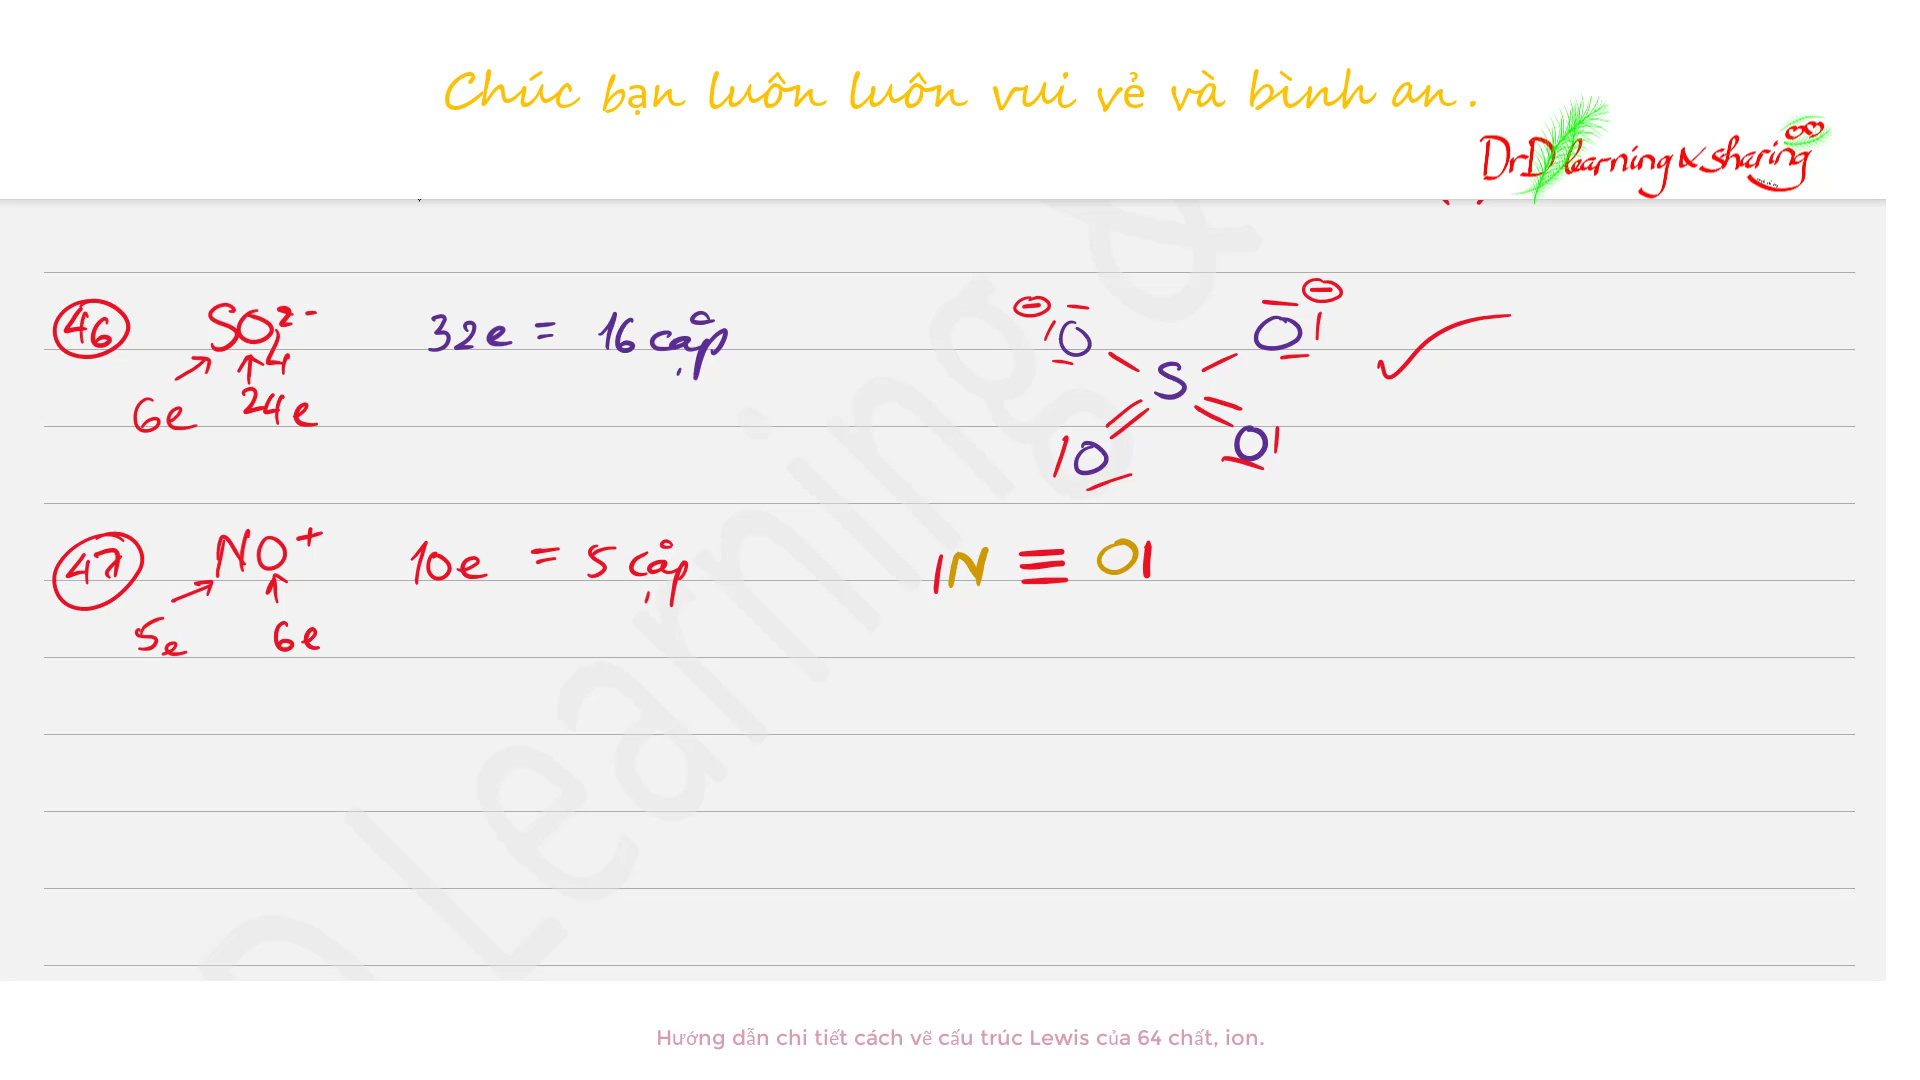 Chúc bạn luôn luôn vui vẻ và bình an.
DrD learning & sharing
46 SO₄²⁻ 32e = 16 cặp
6e 24e
⊖ |O O| ⊖
S
|O O|
47 NO⁺ 10e = 5 cặp |N ≡ O|
5e 6e
D Learning &
Hướng dẫn chi tiết cách vẽ cấu trúc Lewis của 64 chất, ion.